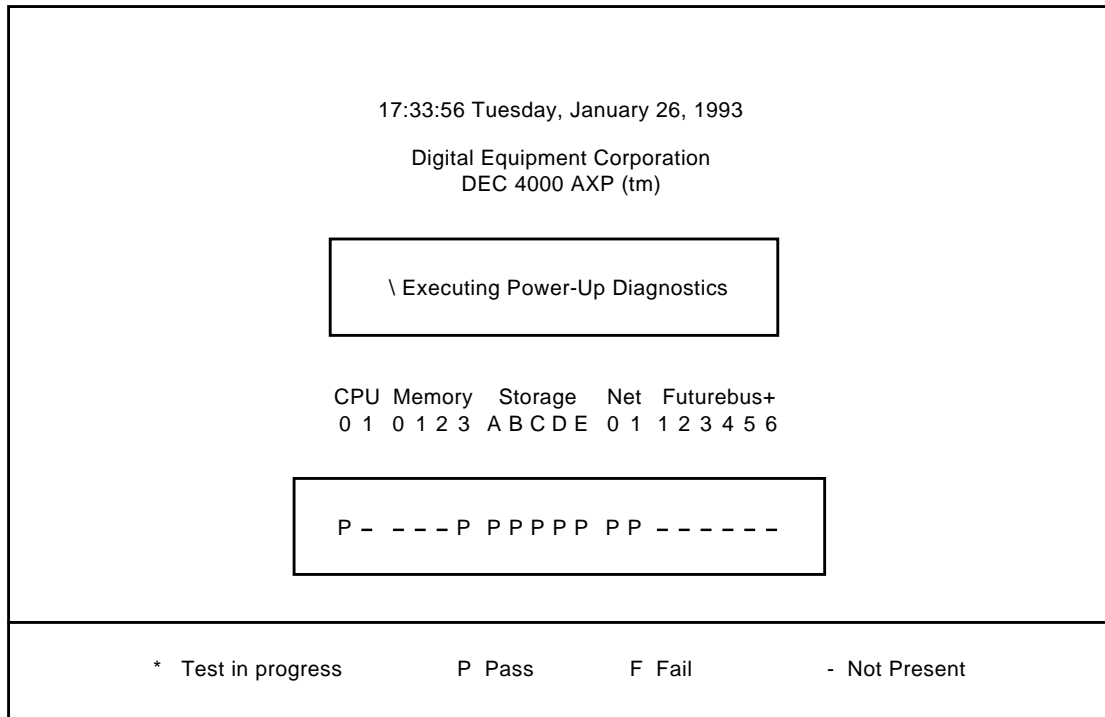 17:33:56 Tuesday, January 26, 1993
Digital Equipment Corporation
DEC 4000 AXP (tm)
\ Executing Power-Up Diagnostics
CPU Memory Storage Net Futurebus+
0 1 0 1 2 3 A B C D E 0 1 1 2 3 4 5 6
P – – – – P P P P P P P P – – – – – –
* Test in progress P Pass F Fail - Not Present